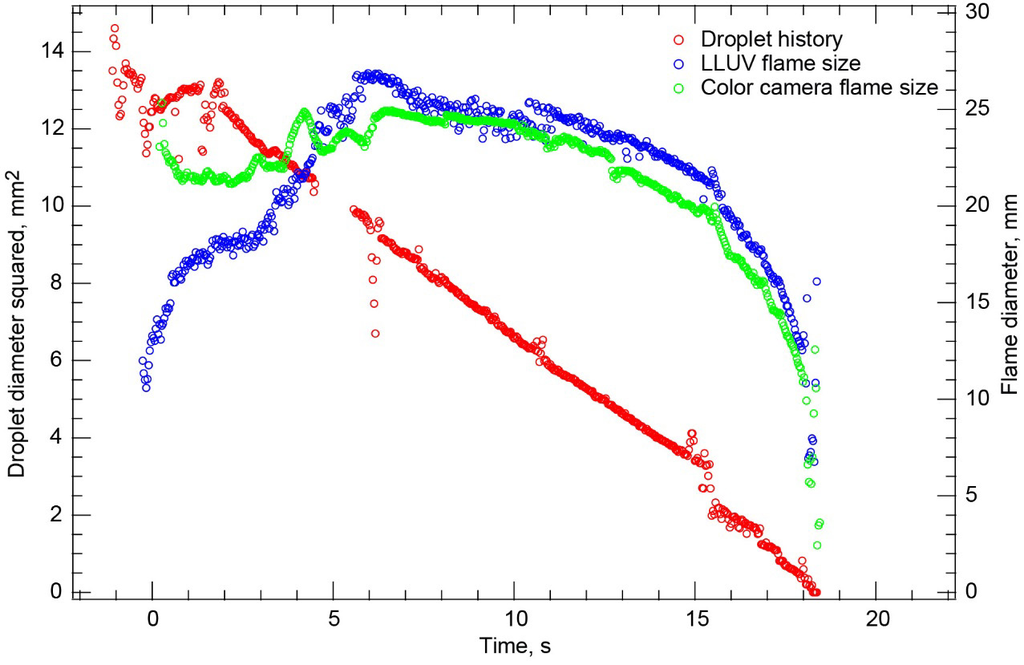 Droplet history
LLUV flame size
Color camera flame size
Droplet diameter squared, mm2
14
12
10
8
6
4
2
0
30
25
20
15
10
5
0
Flame diameter, mm
0 5 10 15 20
Time, s